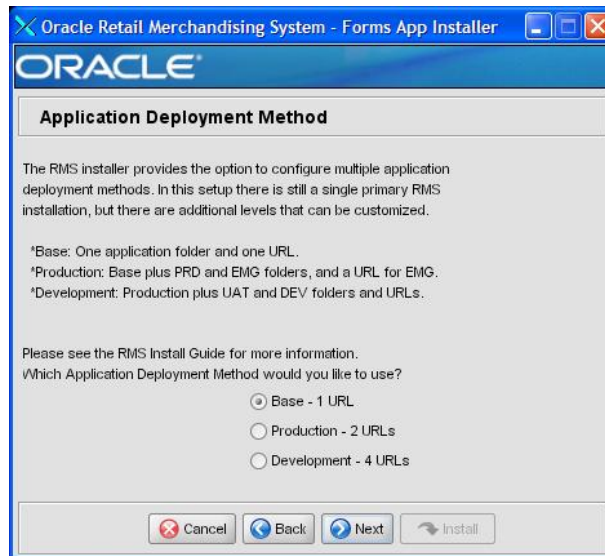 Oracle Retail Merchandising System - Forms App Installer
ORACLE
Application Deployment Method
The RMS installer provides the option to configure multiple application
deployment methods. In this setup there is still a single primary RMS
installation, but there are additional levels that can be customized.
*Base: One application folder and one URL.
*Production: Base plus PRD and EMG folders, and a URL for EMG.
*Development: Production plus UAT and DEV folders and URLs.
Please see the RMS Install Guide for more information.
Which Application Deployment Method would you like to use?
Base - 1 URL
Production - 2 URLs
Development - 4 URLs
Cancel Back Next Install